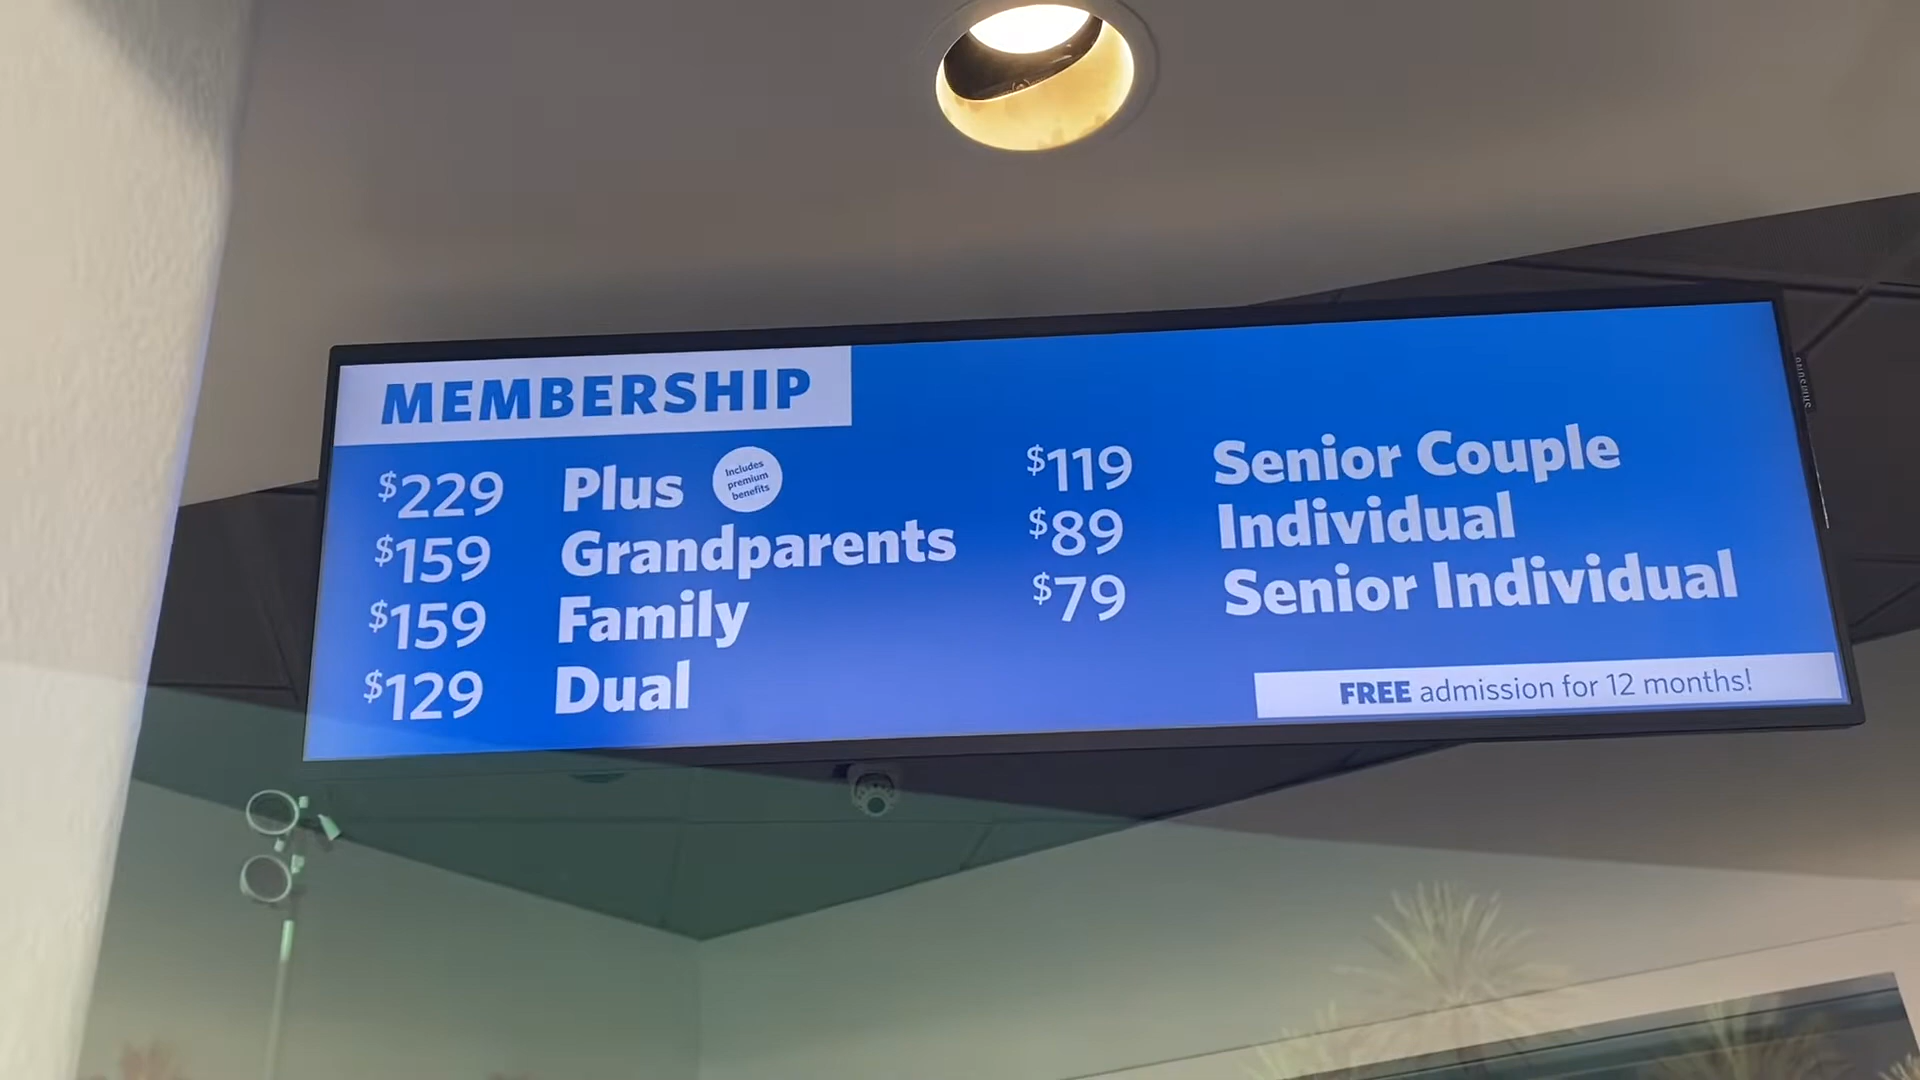 MEMBERSHIP
$229 Plus
Includes
premium
benefits
$159 Grandparents
$159 Family
$129 Dual
$119 Senior Couple
$89 Individual
$79 Senior Individual
FREE admission for 12 months!
SAMSUNG